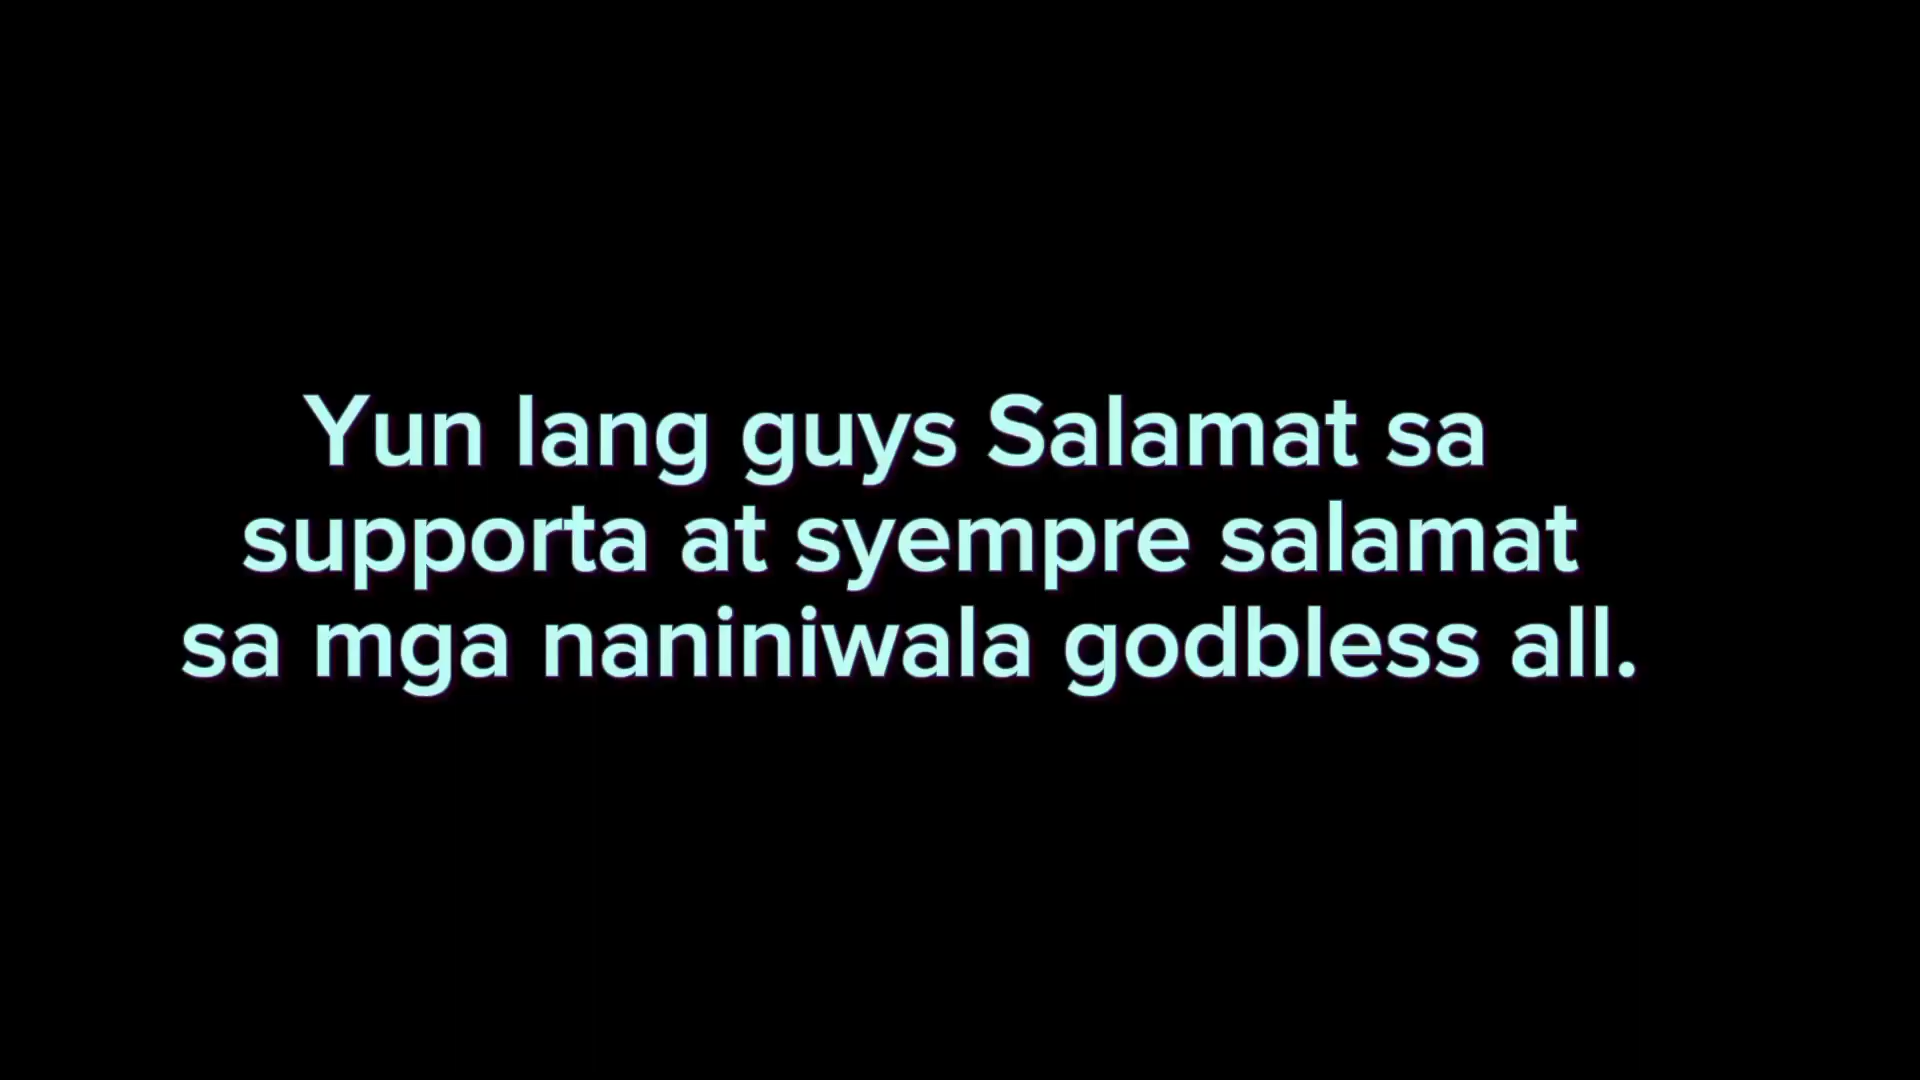 Yun lang guys Salamat sa
supporta at syempre salamat
sa mga naniniwala godbless all.